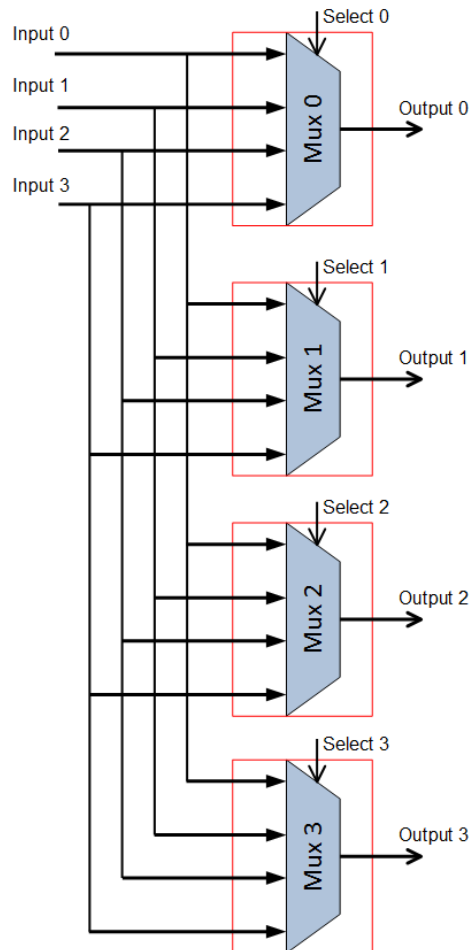 Select 0
Input 0
Input 1
Mux 0
Output 0
Input 2
Input 3
Select 1
Mux 1
Output 1
Select 2
Mux 2
Output 2
Select 3
Mux 3
Output 3